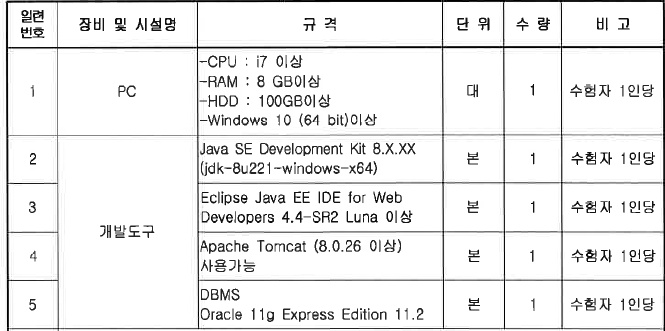 일련 번호 장비 및 시설명 규 격 단 위 수 량 비 고
1 PC -CPU : i7 이상 대 1 수험자 1인당
-RAM : 8 GB이상
-HDD : 100GB이상
-Windows 10 (64 bit)이상
2 개발도구 Java SE Development Kit 8.X.XX 본 1 수험자 1인당
(jdk-8u221-windows-x64)
3 Eclipse Java EE IDE for Web 본 1 수험자 1인당
Developers 4.4-SR2 Luna 이상
4 Apache Tomcat (8.0.26 이상) 본 1 수험자 1인당
사용가능
5 DBMS 본 1 수험자 1인당
Oracle 11g Express Edition 11.2